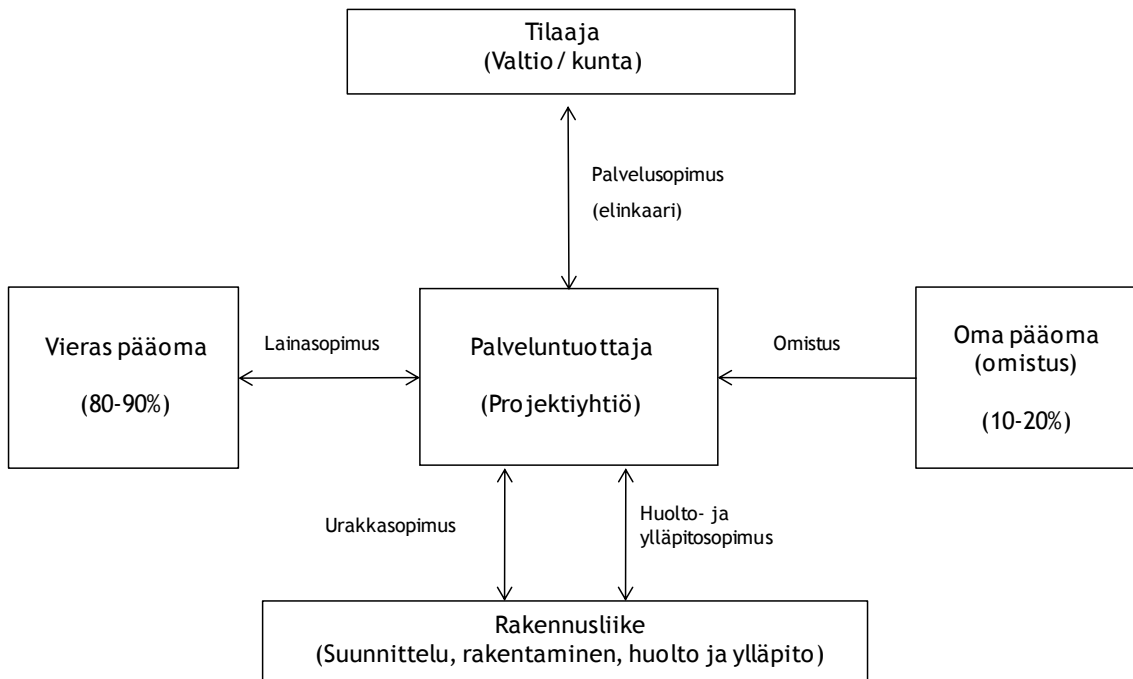 Tilaaja
(Valtio / kunta)
Palvelusopimus
(elinkaari)
Vieras pääoma
(80-90%)
Lainasopimus
Palveluntuottaja
(Projektiyhtiö)
Omistus
Oma pääoma
(omistus)
(10-20%)
Urakkasopimus
Huolto- ja
ylläpitosopimus
Rakennusliike
(Suunnittelu, rakentaminen, huolto ja ylläpito)